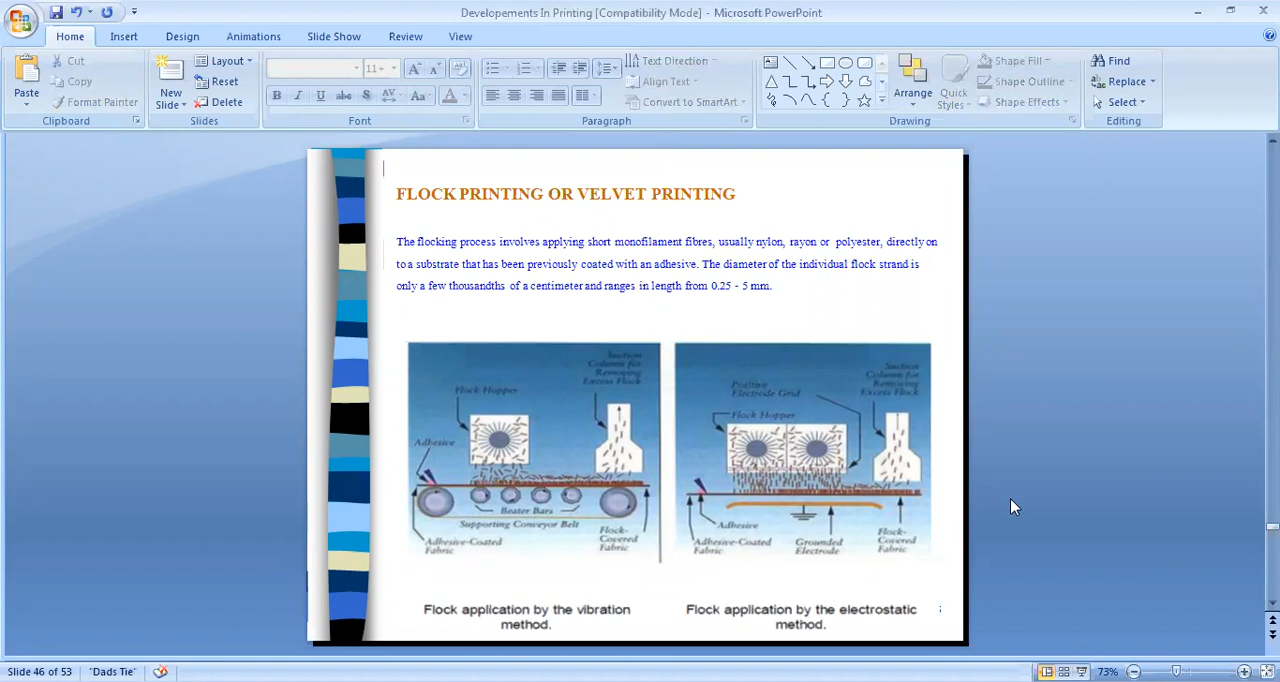 Developements In Printing [Compatibility Mode] - Microsoft PowerPoint
Home Insert Design Animations Slide Show Review View
Cut
Copy
Format Painter
Paste
Clipboard
New
Slide
Layout
Reset
Delete
Slides
11+ A A
B I U abc S AV Aa A
Font
Text Direction
Align Text
Convert to SmartArt
Paragraph
Arrange
Quick
Styles
Shape Fill
Shape Outline
Shape Effects
Drawing
Find
Replace
Select
Editing
FLOCK PRINTING OR VELVET PRINTING
The flocking process involves applying short monofilament fibres, usually nylon, rayon or polyester, directly on
to a substrate that has been previously coated with an adhesive. The diameter of the individual flock strand is
only a few thousandths of a centimeter and ranges in length from 0.25 - 5 mm.
Suction
Column for
Removing
Excess Flock
Flock Hopper
Adhesive
Beater Bars
Supporting Conveyor Belt
Adhesive-Coated
Fabric
Flock-
Covered
Fabric
Suction
Column for
Removing
Excess Flock
Positive
Electrode Grid
Flock Hopper
Adhesive
Adhesive-Coated
Fabric
Grounded
Electrode
Flock-
Covered
Fabric
Flock application by the vibration
method.
Flock application by the electrostatic
method.
Slide 46 of 53 "Dads Tie" 73%